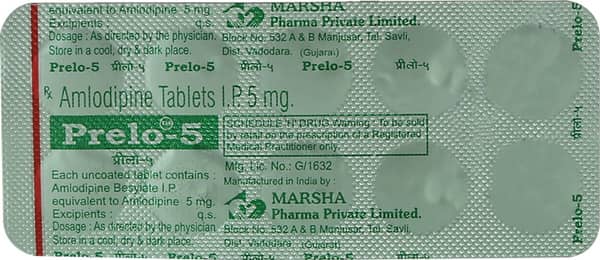 equivalent to Amlodipine 5 mg.
Excipients : q.s.
Dosage : As directed by the physician.
Store in a cool, dry & dark place.
MARSHA
Pharma Private Limited.
Block No. 532 A & B Manjusar, Tal. Savli,
Dist. Vadodara. (Gujarat)
Prelo-5 प्रीलो-५ Prelo-5 प्रीलो-५ Prelo-5 प्रीलो-५ Prelo-5
℞ Amlodipine Tablets I.P. 5 mg.
Prelo-5
प्रीलो-५
SCHEDULE 'H' DRUG Warning : To be sold
by retail on the prescription of a Registered
Medical Practitioner only.
Mfg. Lic. No.: G/1632
Manufactured in India by :
Each uncoated tablet contains :
Amlodipine Besylate I.P.
equivalent to Amlodipine 5 mg.
Excipients : q.s.
Dosage : As directed by the physician.
Store in a cool, dry & dark place.
MARSHA
Pharma Private Limited.
Block No. 532 A & B Manjusar, Tal. Savli,
Dist. Vadodara. (Gujarat)
Prelo-5